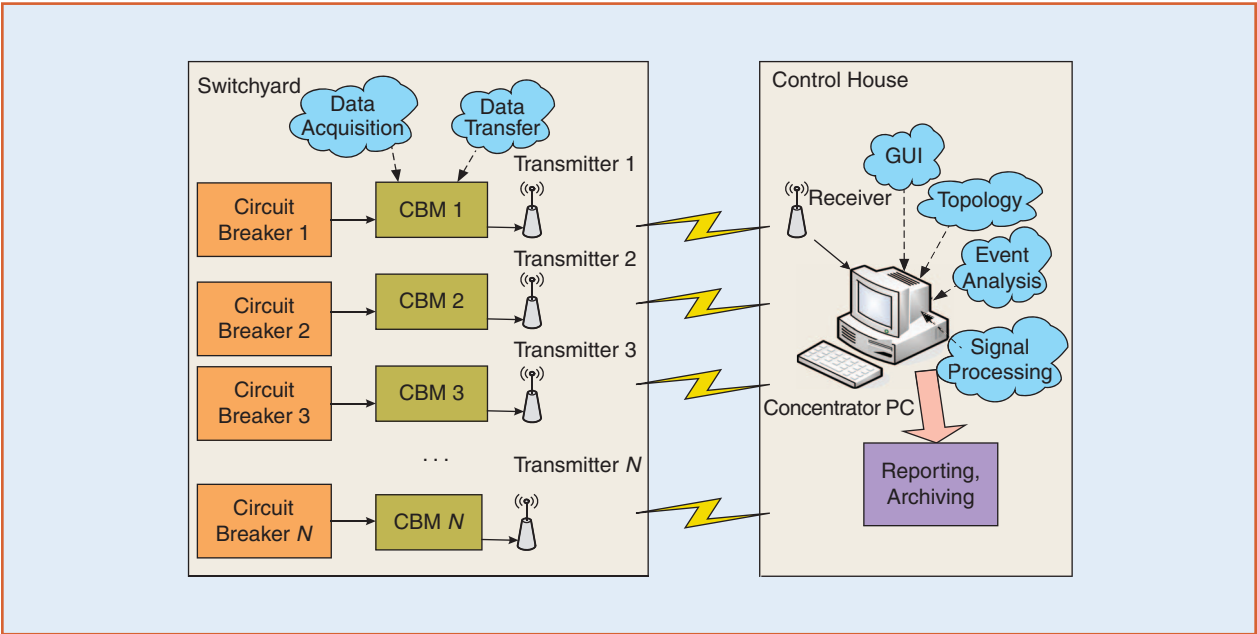 Switchyard
Data
Acquisition
Data
Transfer
Transmitter 1
Circuit
Breaker 1
CBM 1
Transmitter 2
Circuit
Breaker 2
CBM 2
Transmitter 3
Circuit
Breaker 3
CBM 3
. . .
Transmitter N
Circuit
Breaker N
CBM N
Control House
GUI
Receiver
Topology
Event
Analysis
Signal
Processing
Concentrator PC
Reporting,
Archiving